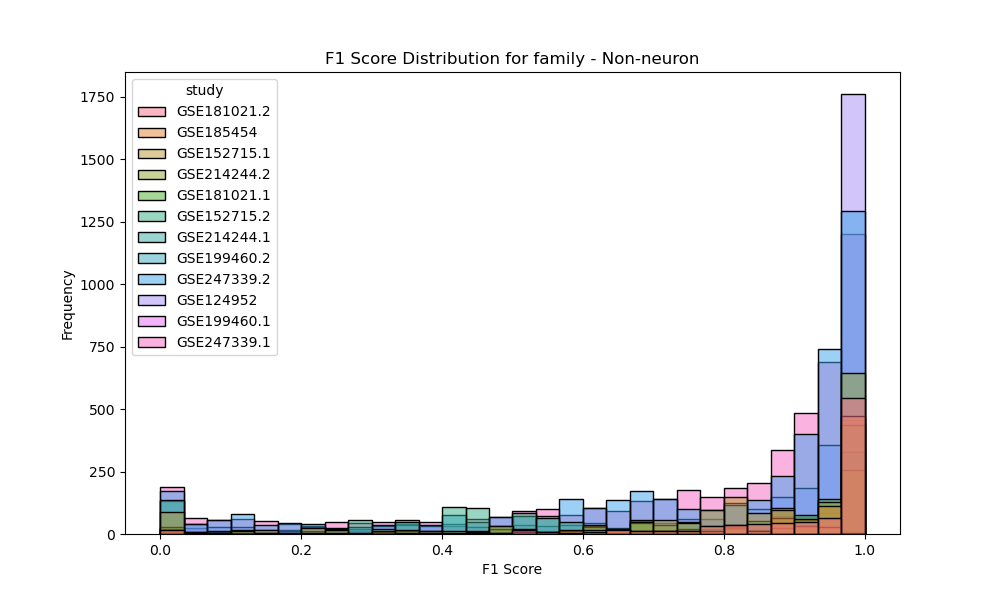 F1 Score Distribution for family - Non-neuron
study
GSE181021.2
GSE185454
GSE152715.1
GSE214244.2
GSE181021.1
GSE152715.2
GSE214244.1
GSE199460.2
GSE247339.2
GSE124952
GSE199460.1
GSE247339.1
Frequency
1750
1500
1250
1000
750
500
250
0
0.0 0.2 0.4 0.6 0.8 1.0
F1 Score